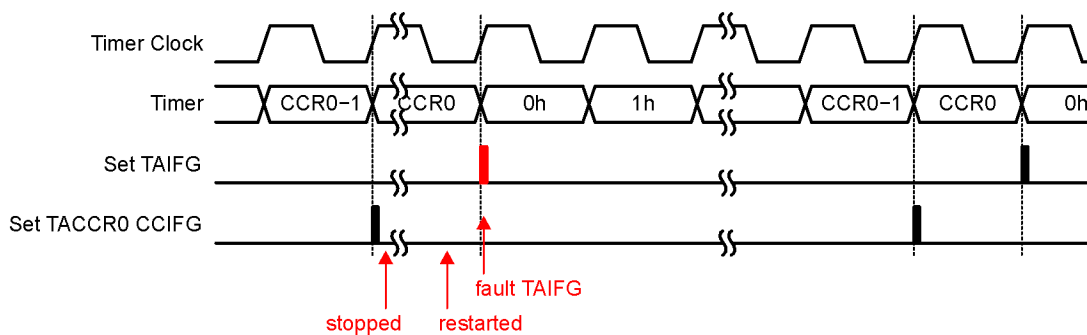 Timer Clock
Timer CCR0−1 CCR0 0h 1h CCR0−1 CCR0 0h
Set TAIFG
Set TACCR0 CCIFG
fault TAIFG
stopped restarted